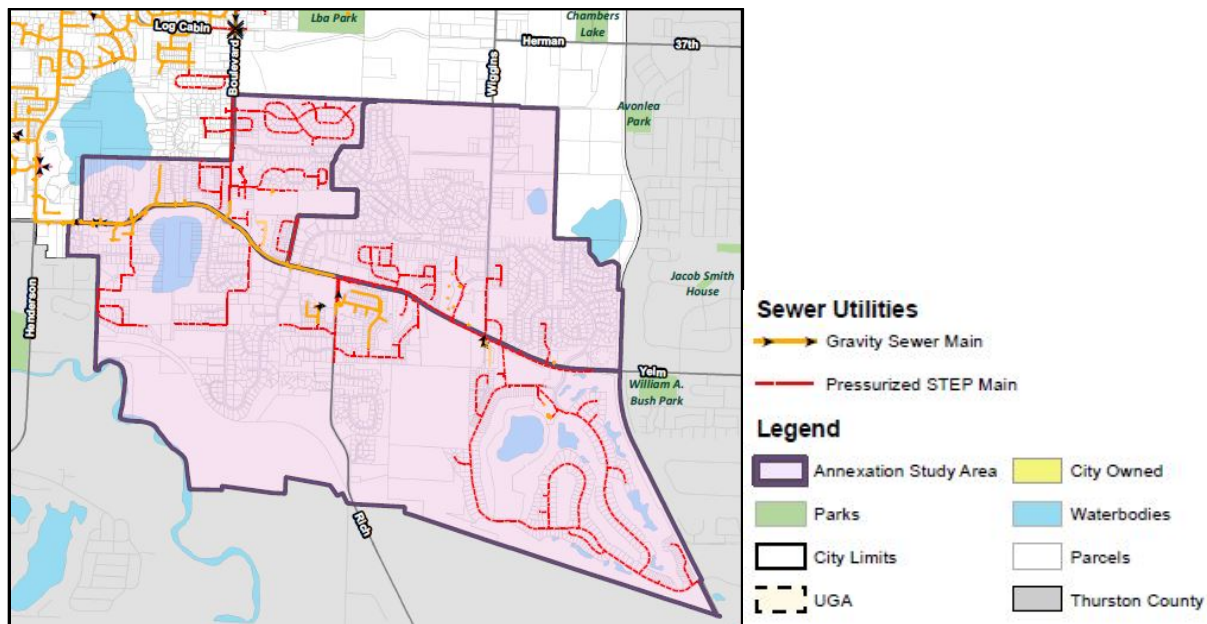 Lba Park
Chambers
Lake
Log Cabin
Boulevard
Herman
37th
Wiggins
Avonlea
Park
Jacob Smith
House
Henderson
Yelm
William A.
Bush Park
Rich
Sewer Utilities
Gravity Sewer Main
Pressurized STEP Main
Legend
Annexation Study Area
City Owned
Parks
Waterbodies
City Limits
Parcels
UGA
Thurston County